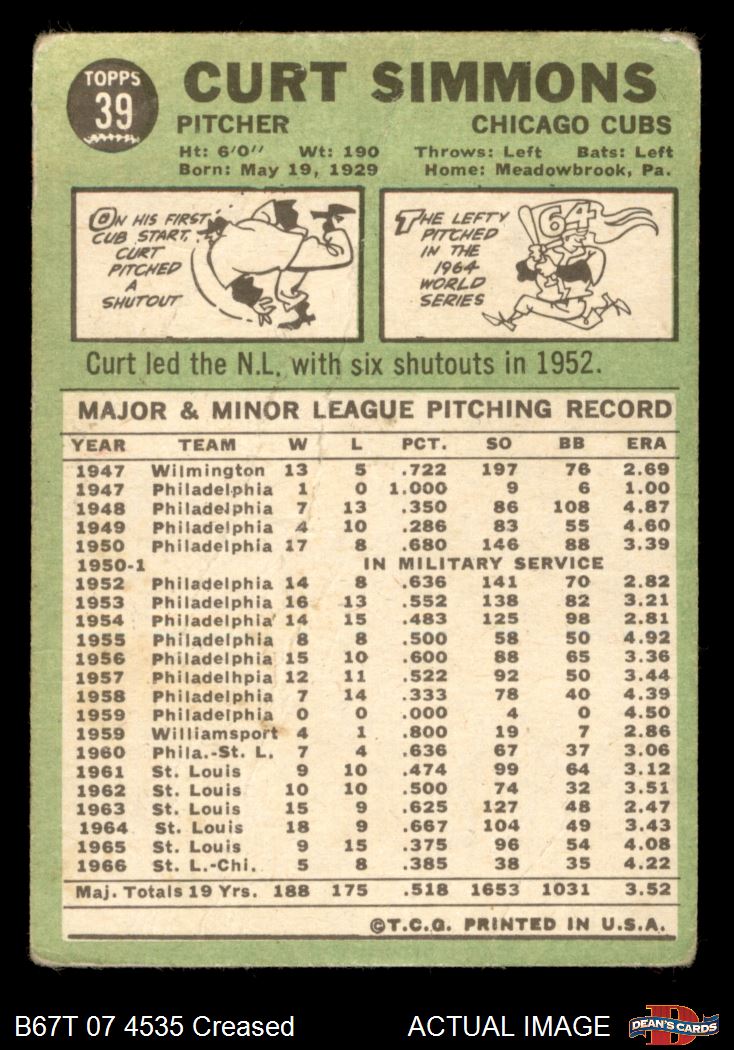 TOPPS
39
CURT SIMMONS
PITCHER CHICAGO CUBS
Ht: 6'0" Wt: 190 Throws: Left Bats: Left
Born: May 19, 1929 Home: Meadowbrook, Pa.
ON HIS FIRST
CUB START,
CURT
PITCHED
A
SHUTOUT
THE LEFTY
PITCHED
IN THE
1964
WORLD
SERIES
64
Curt led the N.L. with six shutouts in 1952.
MAJOR & MINOR LEAGUE PITCHING RECORD
YEAR TEAM W L PCT. SO BB ERA
1947 Wilmington 13 5 .722 197 76 2.69
1947 Philadelphia 1 0 1.000 9 6 1.00
1948 Philadelphia 7 13 .350 86 108 4.87
1949 Philadelphia 4 10 .286 83 55 4.60
1950 Philadelphia 17 8 .680 146 88 3.39
1950-1 IN MILITARY SERVICE
1952 Philadelphia 14 8 .636 141 70 2.82
1953 Philadelphia 16 13 .552 138 82 3.21
1954 Philadelphia 14 15 .483 125 98 2.81
1955 Philadelphia 8 8 .500 58 50 4.92
1956 Philadelphia 15 10 .600 88 65 3.36
1957 Philadelhpia 12 11 .522 92 50 3.44
1958 Philadelphia 7 14 .333 78 40 4.39
1959 Philadelphia 0 0 .000 4 0 4.50
1959 Williamsport 4 1 .800 19 7 2.86
1960 Phila.-St. L. 7 4 .636 67 37 3.06
1961 St. Louis 9 10 .474 99 64 3.12
1962 St. Louis 10 10 .500 74 32 3.51
1963 St. Louis 15 9 .625 127 48 2.47
1964 St. Louis 18 9 .667 104 49 3.43
1965 St. Louis 9 15 .375 96 54 4.08
1966 St. L.-Chi. 5 8 .385 38 35 4.22
Maj. Totals 19 Yrs. 188 175 .518 1653 1031 3.52
©T.C.G. PRINTED IN U.S.A.
B67T 07 4535 Creased ACTUAL IMAGE
DEAN'S CARDS